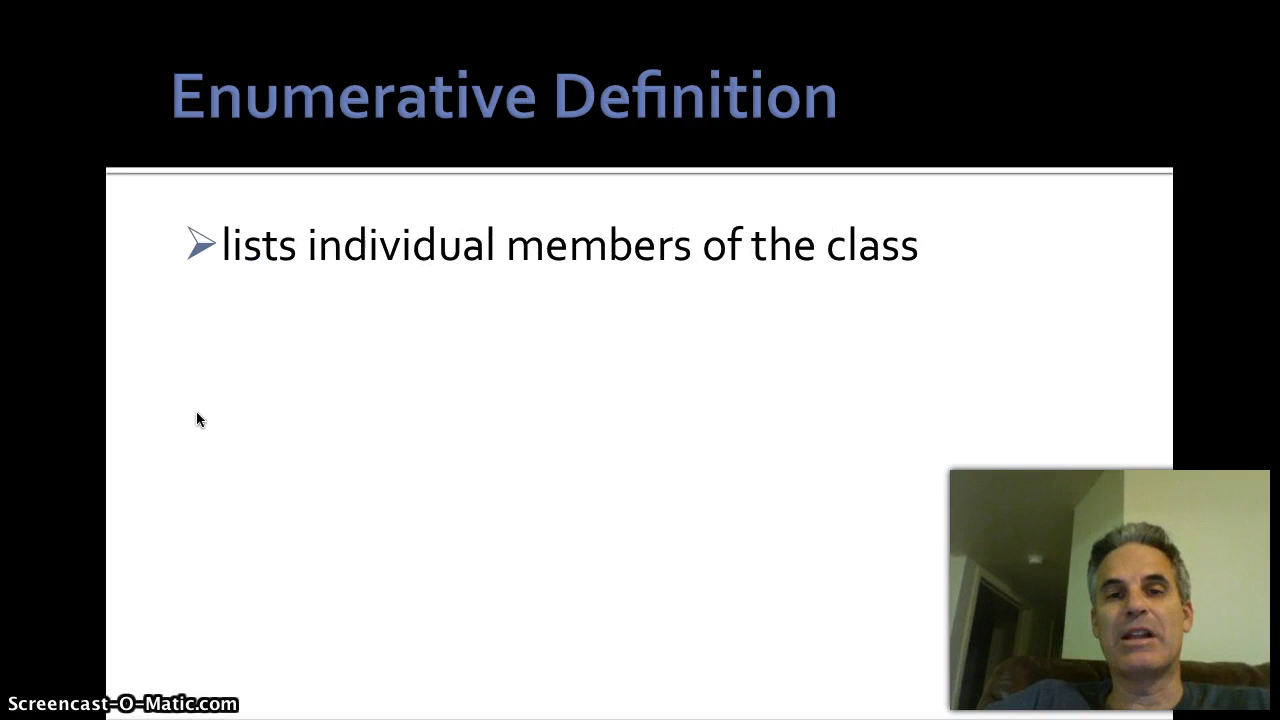 Enumerative Definition
lists individual members of the class
Screencast-O-Matic.com